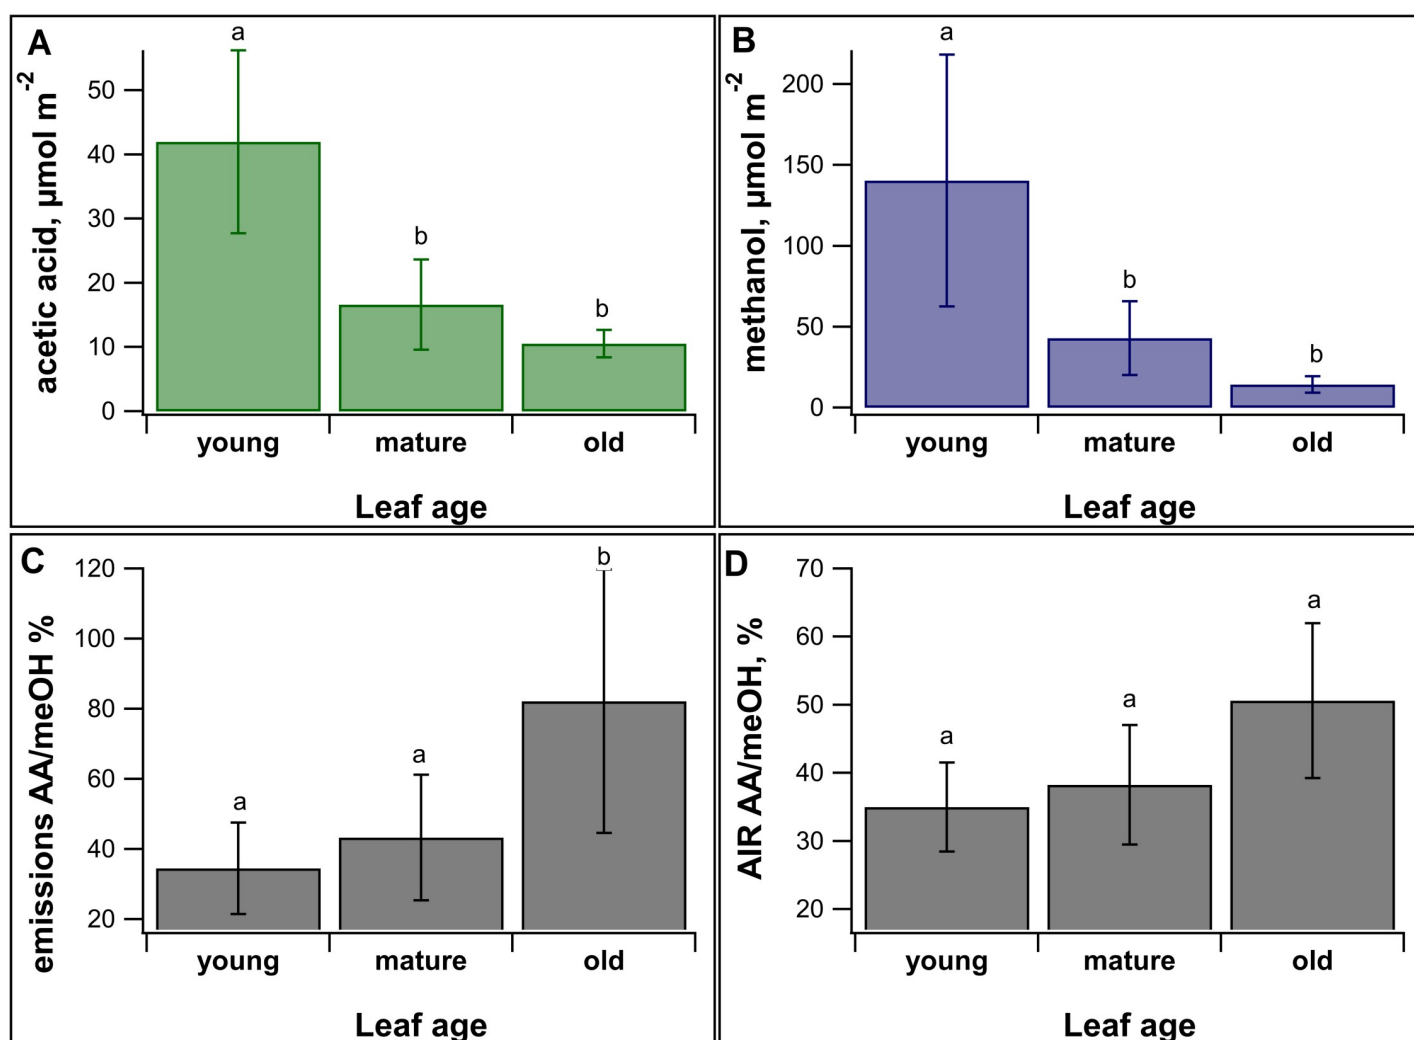 A
acetic acid, µmol m-2
50
40
30
20
10
0
a
b
b
young mature old
Leaf age
B
methanol, µmol m-2
200
150
100
50
0
a
b
b
young mature old
Leaf age
C
emissions AA/meOH %
120
100
80
60
40
20
a
a
b
young mature old
Leaf age
D
AIR AA/meOH, %
70
60
50
40
30
20
a
a
a
young mature old
Leaf age